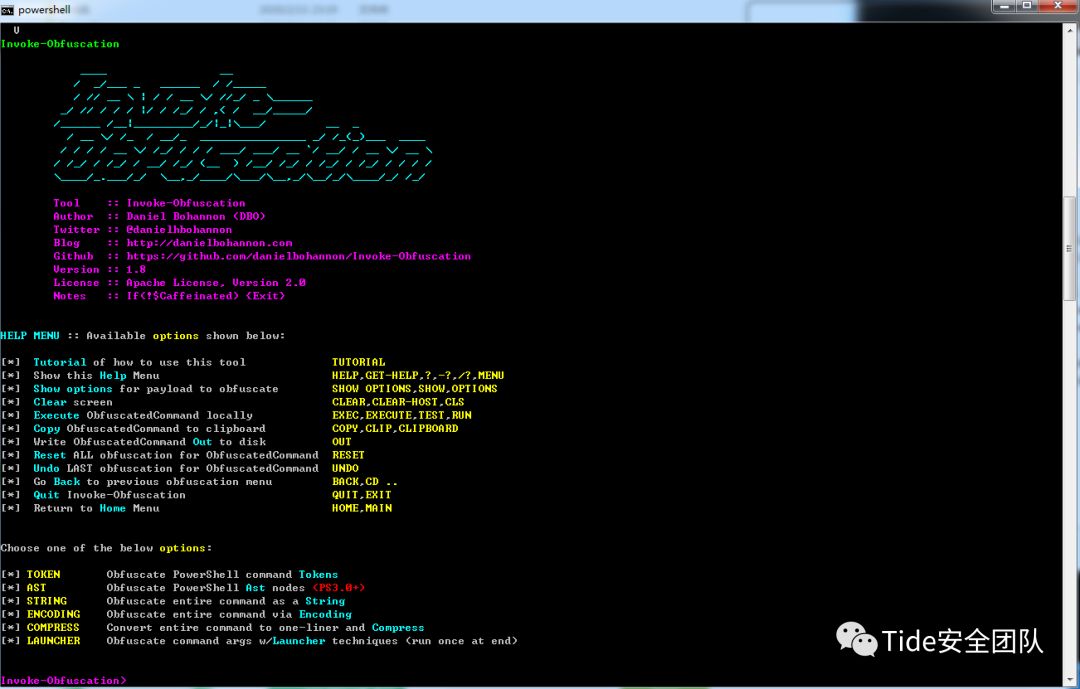 powershell
V
Invoke-Obfuscation
Invoke-
Obfuscation
Tool :: Invoke-Obfuscation
Author :: Daniel Bohannon (DBO)
Twitter :: @danielhbohannon
Blog :: http://danielbohannon.com
Github :: https://github.com/danielbohannon/Invoke-Obfuscation
Version :: 1.8
License :: Apache License, Version 2.0
Notes :: If(!$Caffeinated) {Exit}
HELP MENU :: Available options shown below:
[*] Tutorial of how to use this tool TUTORIAL
[*] Show this Help Menu HELP,GET-HELP,?,-?,/?,MENU
[*] Show options for payload to obfuscate SHOW OPTIONS,SHOW,OPTIONS
[*] Clear screen CLEAR,CLEAR-HOST,CLS
[*] Execute ObfuscatedCommand locally EXEC,EXECUTE,TEST,RUN
[*] Copy ObfuscatedCommand to clipboard COPY,CLIP,CLIPBOARD
[*] Write ObfuscatedCommand Out to disk OUT
[*] Reset ALL obfuscation for ObfuscatedCommand RESET
[*] Undo LAST obfuscation for ObfuscatedCommand UNDO
[*] Go Back to previous obfuscation menu BACK,CD ..
[*] Quit Invoke-Obfuscation QUIT,EXIT
[*] Return to Home Menu HOME,MAIN
Choose one of the below options:
[*] TOKEN Obfuscate PowerShell command Tokens
[*] AST Obfuscate PowerShell Ast nodes (PS3.0+)
[*] STRING Obfuscate entire command as a String
[*] ENCODING Obfuscate entire command via Encoding
[*] COMPRESS Convert entire command to one-liner and Compress
[*] LAUNCHER Obfuscate command args w/Launcher techniques (run once at end)
Tide安全团队
Invoke-Obfuscation>